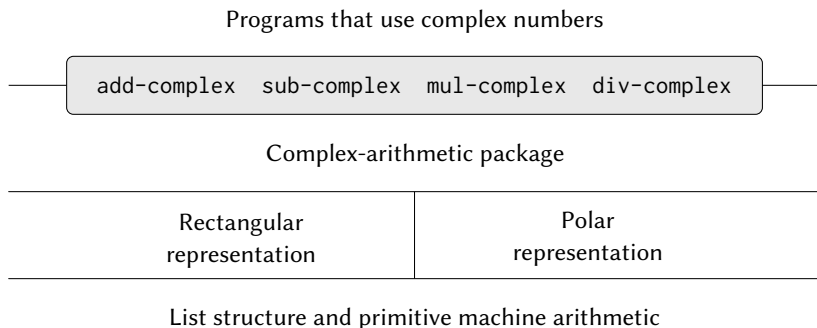 Programs that use complex numbers
add-complex sub-complex mul-complex div-complex
Complex-arithmetic package
Rectangular
representation
Polar
representation
List structure and primitive machine arithmetic